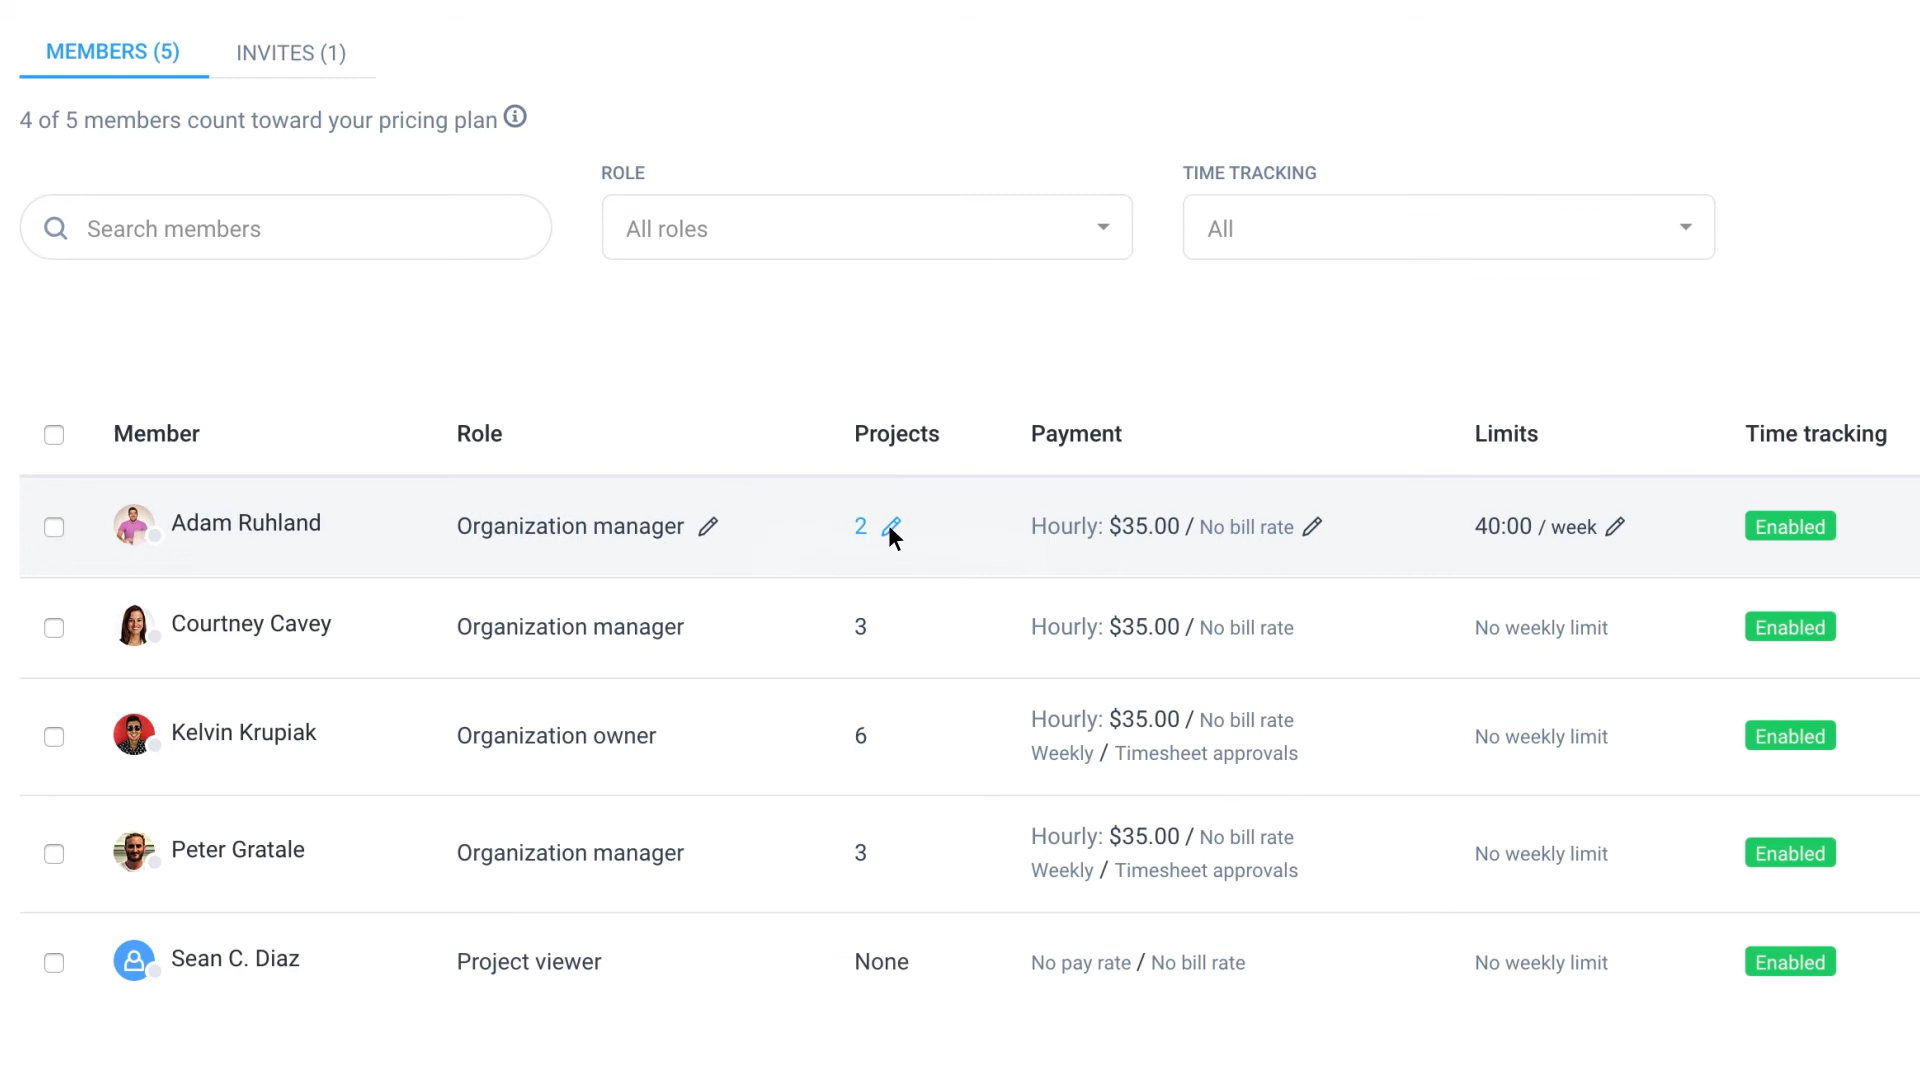 MEMBERS (5) INVITES (1)
4 of 5 members count toward your pricing plan
ROLE TIME TRACKING
Search members All roles All
Member Role Projects Payment Limits Time tracking
Adam Ruhland Organization manager 2 Hourly: $35.00 / No bill rate 40:00 / week Enabled
Courtney Cavey Organization manager 3 Hourly: $35.00 / No bill rate No weekly limit Enabled
Kelvin Krupiak Organization owner 6 Hourly: $35.00 / No bill rate No weekly limit Enabled
Weekly / Timesheet approvals
Peter Gratale Organization manager 3 Hourly: $35.00 / No bill rate No weekly limit Enabled
Weekly / Timesheet approvals
Sean C. Diaz Project viewer None No pay rate / No bill rate No weekly limit Enabled